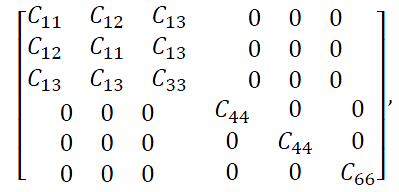 C₁₁ C₁₂ C₁₃ 0 0 0
C₁₂ C₁₁ C₁₃ 0 0 0
C₁₃ C₁₃ C₃₃ 0 0 0
0 0 0 C₄₄ 0 0
0 0 0 0 C₄₄ 0 ,
0 0 0 0 0 C₆₆